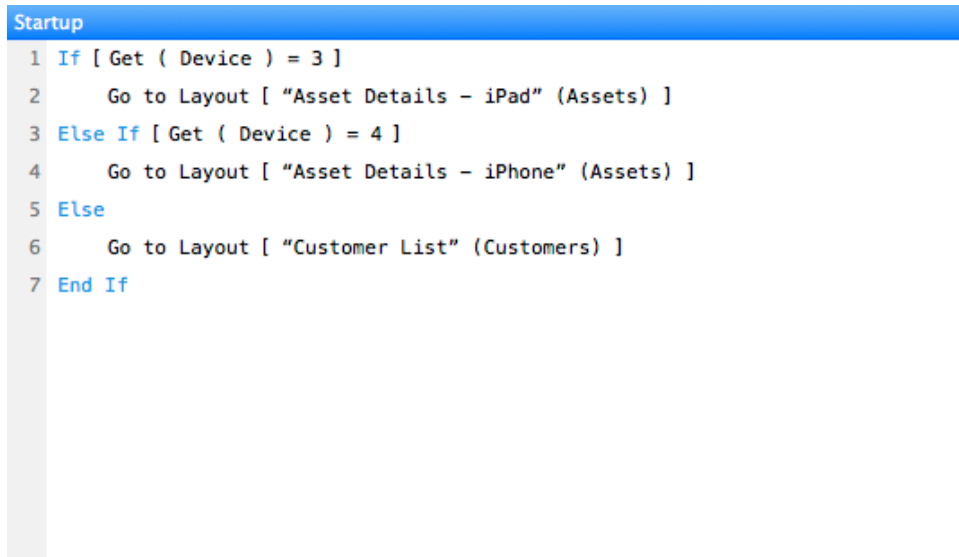 Startup
1 If [ Get ( Device ) = 3 ]
2 Go to Layout [ “Asset Details – iPad” (Assets) ]
3 Else If [ Get ( Device ) = 4 ]
4 Go to Layout [ “Asset Details – iPhone” (Assets) ]
5 Else
6 Go to Layout [ “Customer List” (Customers) ]
7 End If